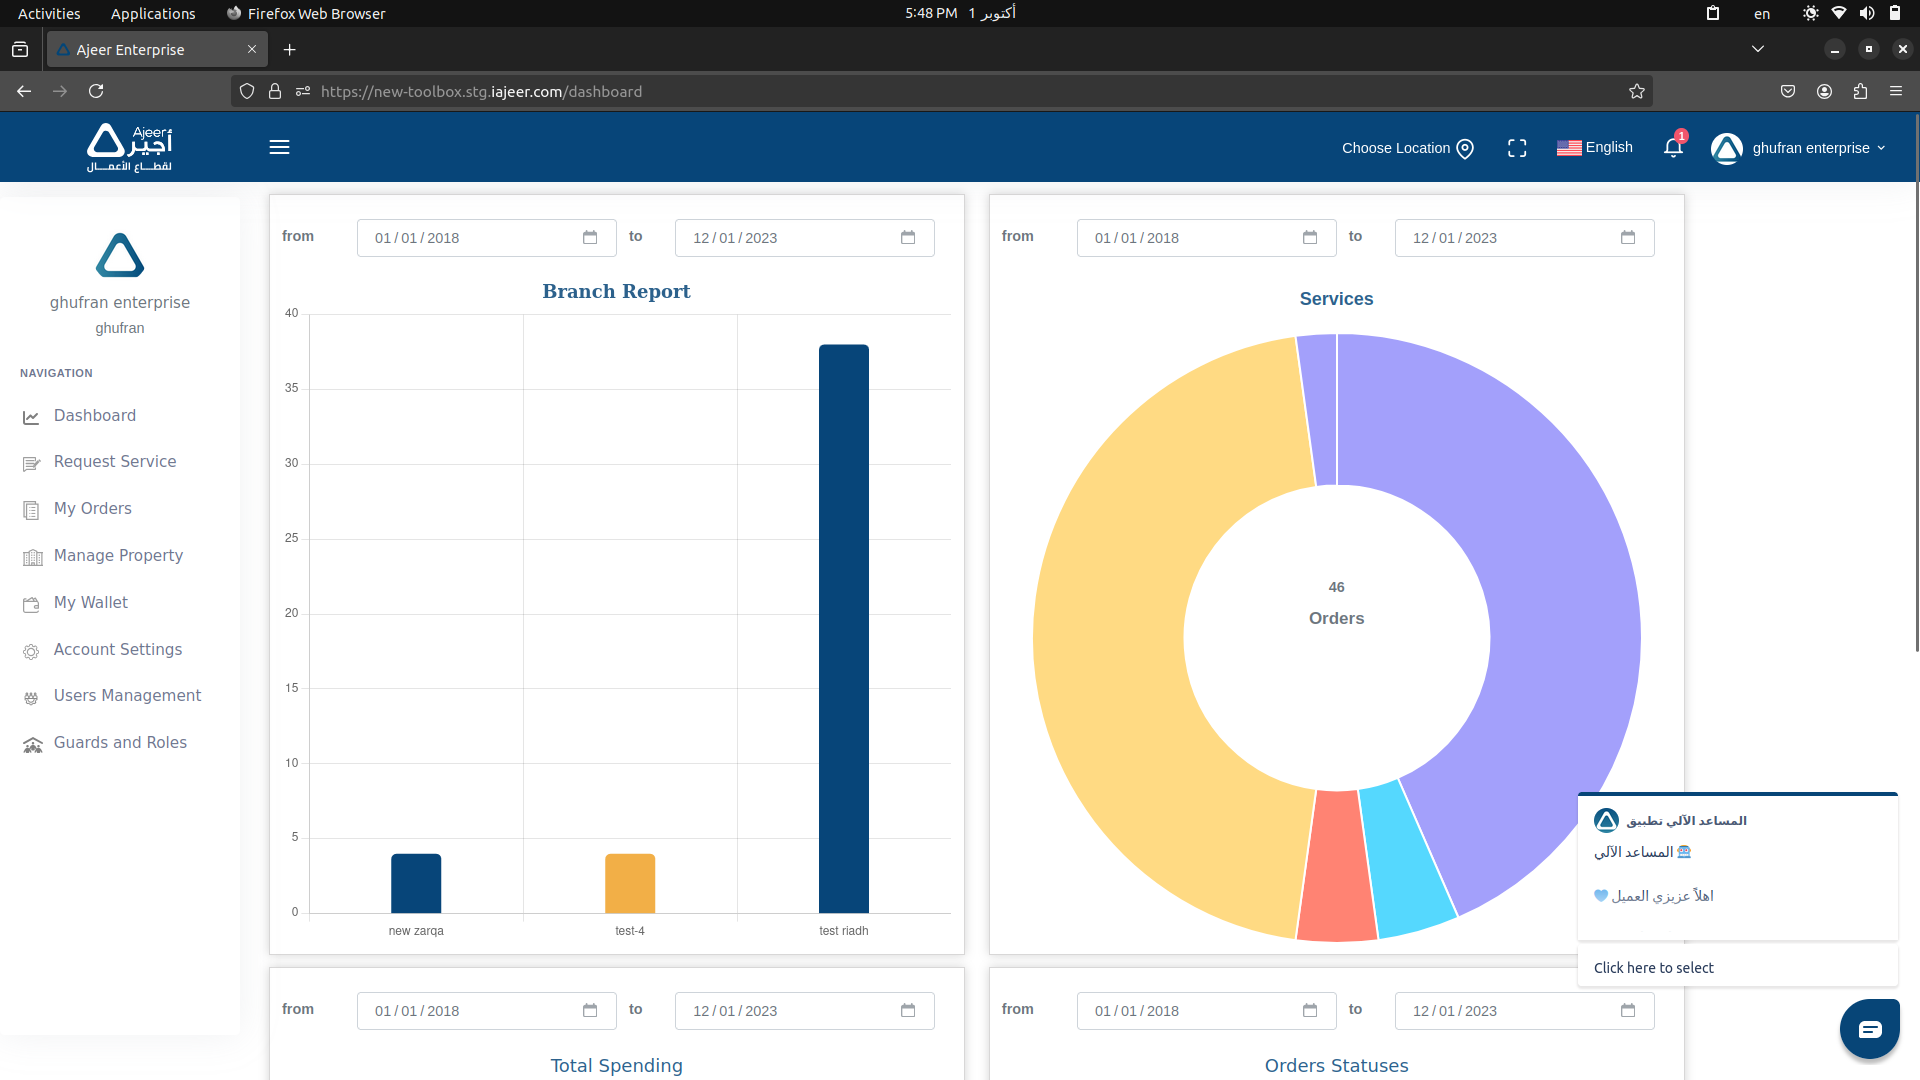 Activities Applications Firefox Web Browser 5:48 PM 1 أكتوبر en
Ajeer Enterprise
https://new-toolbox.stg.iajeer.com/dashboard
Ajeer
أجير
لقطاع الأعمال
Choose Location English 1 ghufran enterprise
ghufran enterprise
ghufran
NAVIGATION
Dashboard
Request Service
My Orders
Manage Property
My Wallet
Account Settings
Users Management
Guards and Roles
from 01/01/2018 to 12/01/2023
Branch Report
40
35
30
25
20
15
10
5
0
new zarqa test-4 test riadh
from 01/01/2018 to 12/01/2023
Services
46
Orders
from 01/01/2018 to 12/01/2023
Total Spending
from 01/01/2018 to 12/01/2023
Orders Statuses
المساعد الآلي تطبيق
المساعد الآلي
اهلاً عزيزي العميل
Click here to select